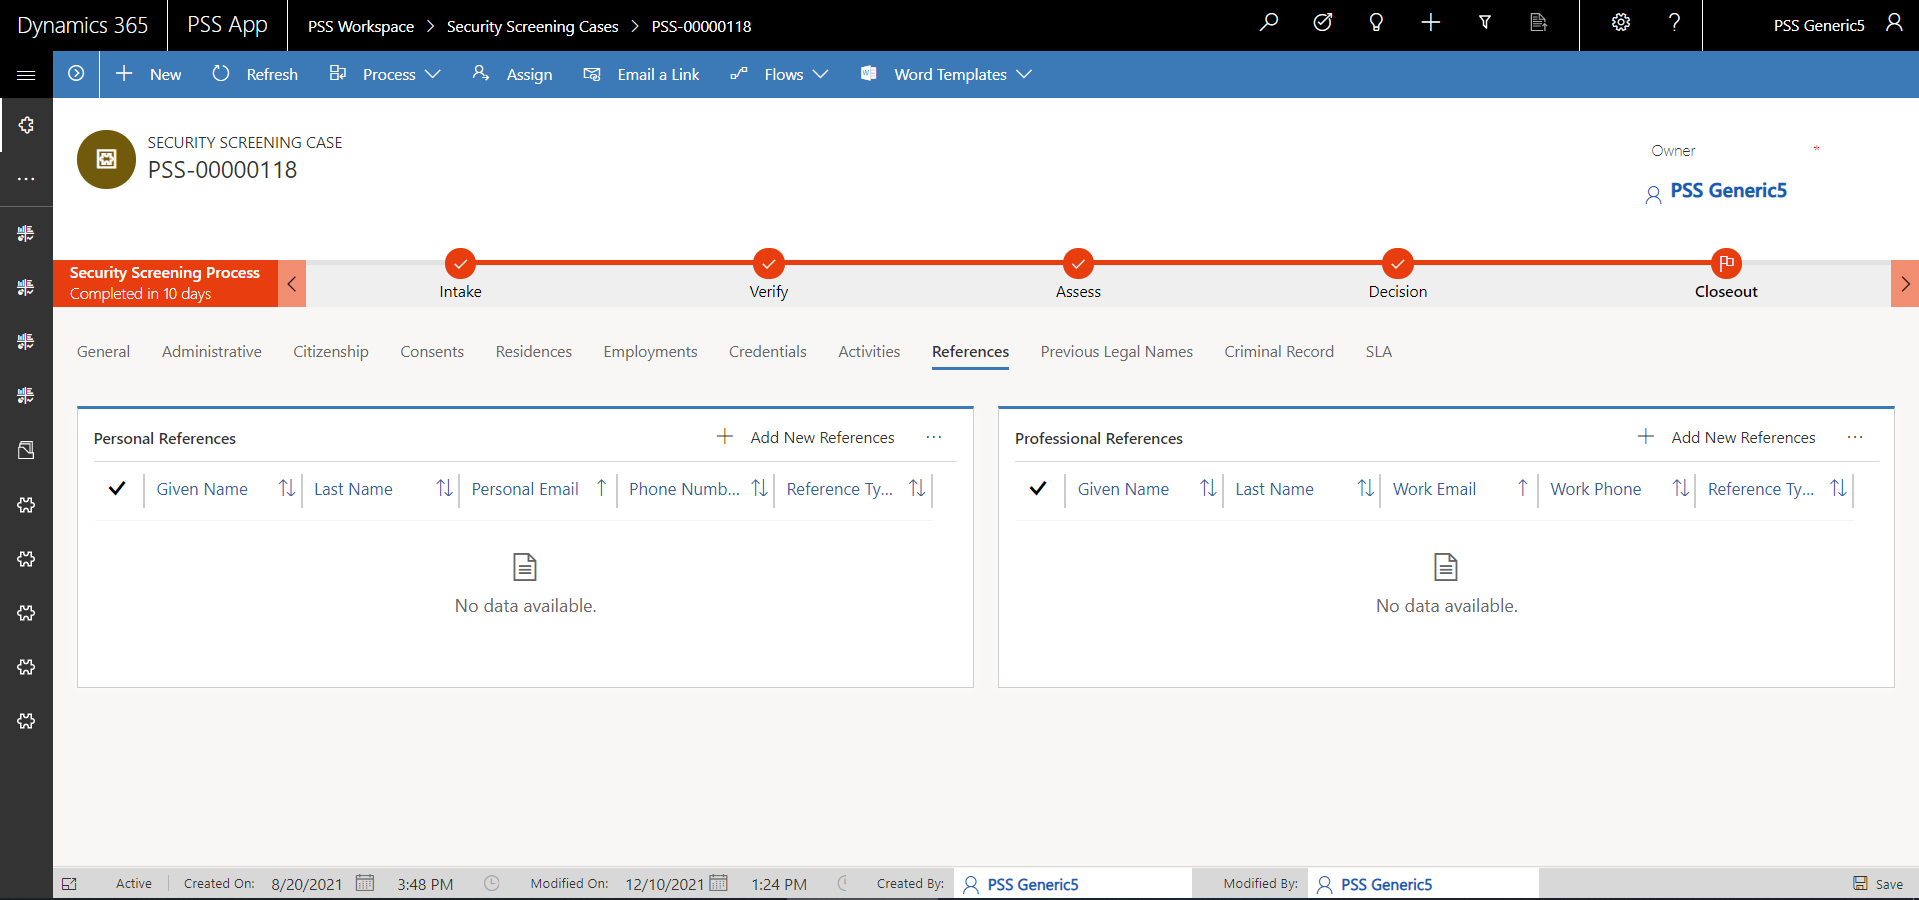 Dynamics 365
PSS App
PSS Workspace > Security Screening Cases > PSS-00000118
PSS Generic5
New
Refresh
Process
Assign
Email a Link
Flows
Word Templates
SECURITY SCREENING CASE
PSS-00000118
Owner *
PSS Generic5
Security Screening Process
Completed in 10 days
Intake
Verify
Assess
Decision
Closeout
General
Administrative
Citizenship
Consents
Residences
Employments
Credentials
Activities
References
Previous Legal Names
Criminal Record
SLA
Personal References
Add New References
Given Name
Last Name
Personal Email
Phone Numb...
Reference Ty...
No data available.
Professional References
Add New References
Given Name
Last Name
Work Email
Work Phone
Reference Ty...
No data available.
Active
Created On: 8/20/2021 3:48 PM
Modified On: 12/10/2021 1:24 PM
Created By: PSS Generic5
Modified By: PSS Generic5
Save